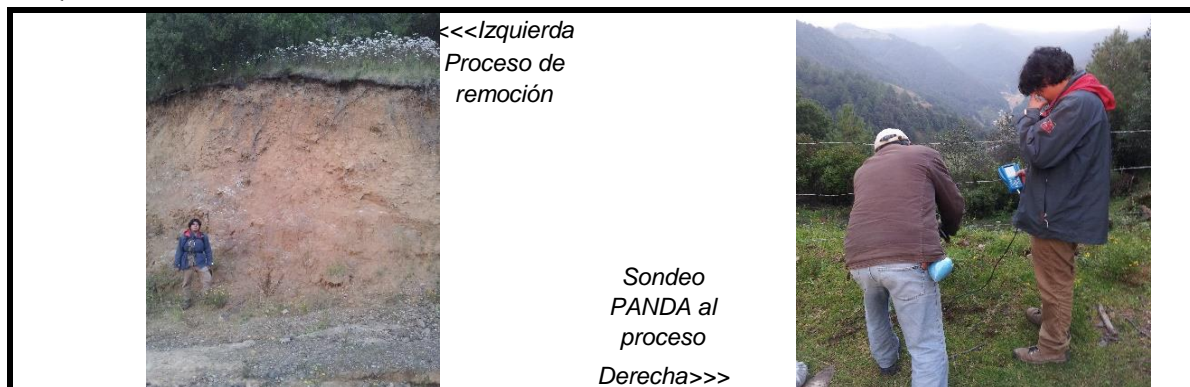 <<<Izquierda
Proceso de
remoción
Sondeo
PANDA al
proceso
Derecha>>>